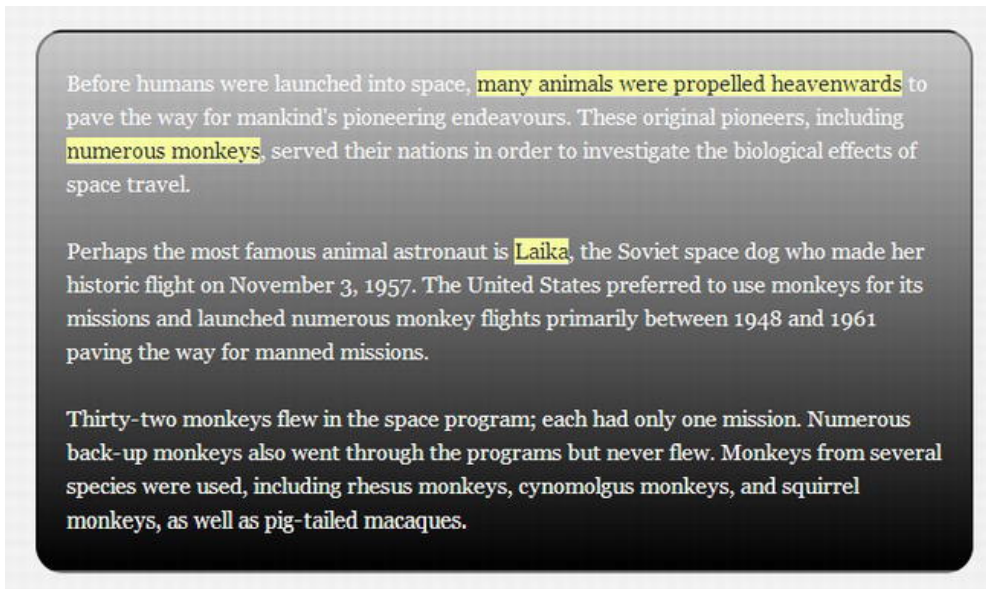 Before humans were launched into space, many animals were propelled heavenwards to
pave the way for mankind's pioneering endeavours. These original pioneers, including
numerous monkeys, served their nations in order to investigate the biological effects of
space travel.
Perhaps the most famous animal astronaut is Laika, the Soviet space dog who made her
historic flight on November 3, 1957. The United States preferred to use monkeys for its
missions and launched numerous monkey flights primarily between 1948 and 1961
paving the way for manned missions.
Thirty-two monkeys flew in the space program; each had only one mission. Numerous
back-up monkeys also went through the programs but never flew. Monkeys from several
species were used, including rhesus monkeys, cynomolgus monkeys, and squirrel
monkeys, as well as pig-tailed macaques.